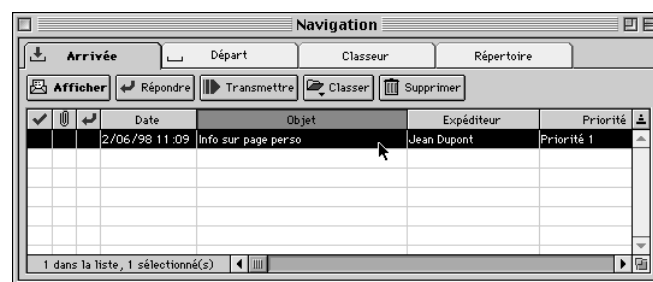 Navigation
Arrivée Départ Classeur Répertoire
Afficher Répondre Transmettre Classer Supprimer
Date Objet Expéditeur Priorité
2/06/98 11:09 Info sur page perso Jean Dupont Priorité 1
1 dans la liste, 1 sélectionné(s)